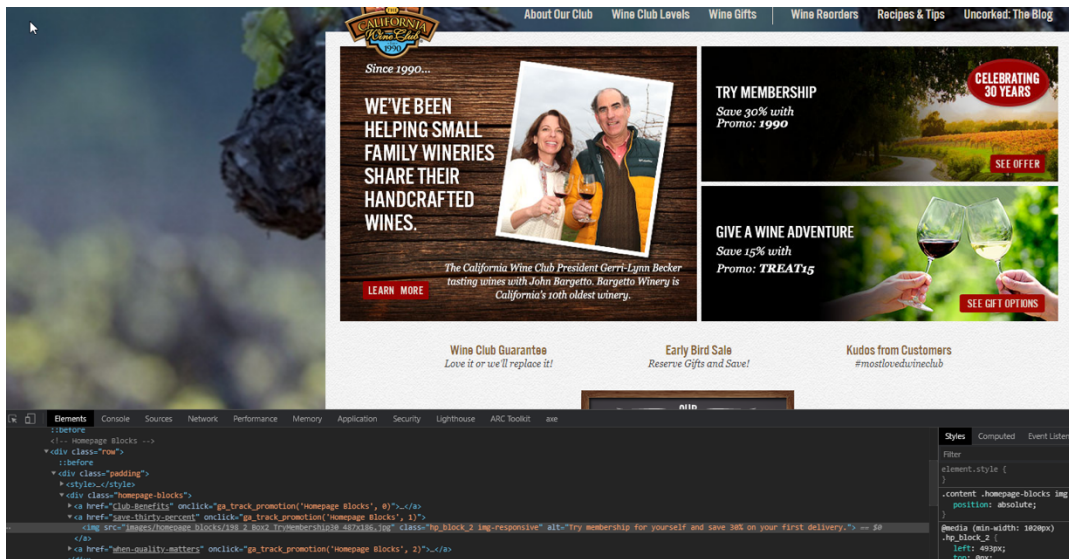 THE
CALIFORNIA
Wine Club
1990
About Our Club Wine Club Levels Wine Gifts Wine Reorders Recipes & Tips Uncorked: The Blog
Since 1990...
WE'VE BEEN
HELPING SMALL
FAMILY WINERIES
SHARE THEIR
HANDCRAFTED
WINES.
The California Wine Club President Gerri-Lynn Becker
tasting wines with John Bargetto. Bargetto Winery is
California's 10th oldest winery.
LEARN MORE
CELEBRATING
30 YEARS
TRY MEMBERSHIP
Save 30% with
Promo: 1990
SEE OFFER
GIVE A WINE ADVENTURE
Save 15% with
Promo: TREAT15
SEE GIFT OPTIONS
Wine Club Guarantee
Love it or we'll replace it!
Early Bird Sale
Reserve Gifts and Save!
Kudos from Customers
#mostlovedwineclub
OUR
Elements Console Sources Network Performance Memory Application Security Lighthouse ARC Toolkit axe
::before
<!-- Homepage Blocks -->
<div class="row">
::before
<div class="padding">
<style>…</style>
<div class="homepage-blocks">
<a href="Club-Benefits" onclick="ga_track_promotion('Homepage Blocks', 0)">…</a>
<a href="save-thirty-percent" onclick="ga_track_promotion('Homepage Blocks', 1)">
<img src="images/homepage_blocks/198_2_Box2_TryMembership30_487x186.jpg" class="hp_block_2 img-responsive" alt="Try membership for yourself and save 30% on your first delivery."> == $0
</a>
<a href="when-quality-matters" onclick="ga_track_promotion('Homepage Blocks', 2)">…</a>
Styles Computed Event Listen
Filter
element.style {
}
.content .homepage-blocks img
position: absolute;
}
@media (min-width: 1020px)
.hp_block_2 {
left: 493px;
top: 0px;